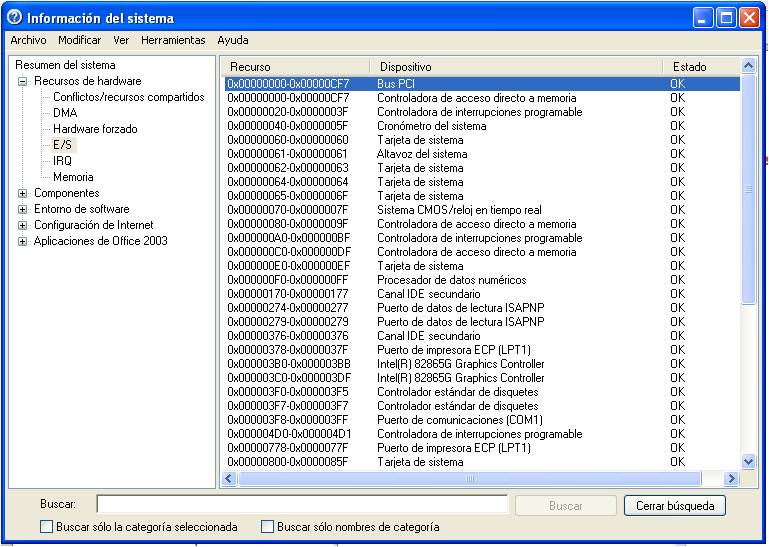 Información del sistema
Archivo Modificar Ver Herramientas Ayuda
Resumen del sistema
Recursos de hardware
Conflictos/recursos compartidos
DMA
Hardware forzado
E/S
IRQ
Memoria
Componentes
Entorno de software
Configuración de Internet
Aplicaciones de Office 2003
Recurso Dispositivo Estado
0x00000000-0x00000CF7 Bus PCI OK
0x00000000-0x00000CF7 Controladora de acceso directo a memoria OK
0x00000020-0x0000003F Controladora de interrupciones programable OK
0x00000040-0x0000005F Cronómetro del sistema OK
0x00000060-0x00000060 Tarjeta de sistema OK
0x00000061-0x00000061 Altavoz del sistema OK
0x00000062-0x00000063 Tarjeta de sistema OK
0x00000064-0x00000064 Tarjeta de sistema OK
0x00000065-0x0000006F Tarjeta de sistema OK
0x00000070-0x0000007F Sistema CMOS/reloj en tiempo real OK
0x00000080-0x0000009F Controladora de acceso directo a memoria OK
0x000000A0-0x000000BF Controladora de interrupciones programable OK
0x000000C0-0x000000DF Controladora de acceso directo a memoria OK
0x000000E0-0x000000EF Tarjeta de sistema OK
0x000000F0-0x000000FF Procesador de datos numéricos OK
0x00000170-0x00000177 Canal IDE secundario OK
0x00000274-0x00000277 Puerto de datos de lectura ISAPNP OK
0x00000279-0x00000279 Puerto de datos de lectura ISAPNP OK
0x00000376-0x00000376 Canal IDE secundario OK
0x00000378-0x0000037F Puerto de impresora ECP (LPT1) OK
0x000003B0-0x000003BB Intel(R) 82865G Graphics Controller OK
0x000003C0-0x000003DF Intel(R) 82865G Graphics Controller OK
0x000003F0-0x000003F5 Controlador estándar de disquetes OK
0x000003F7-0x000003F7 Controlador estándar de disquetes OK
0x000003F8-0x000003FF Puerto de comunicaciones (COM1) OK
0x000004D0-0x000004D1 Controladora de interrupciones programable OK
0x00000778-0x0000077F Puerto de impresora ECP (LPT1) OK
0x00000800-0x0000085F Tarjeta de sistema OK
Buscar: Buscar Cerrar búsqueda
Buscar sólo la categoría seleccionada Buscar sólo nombres de categoría